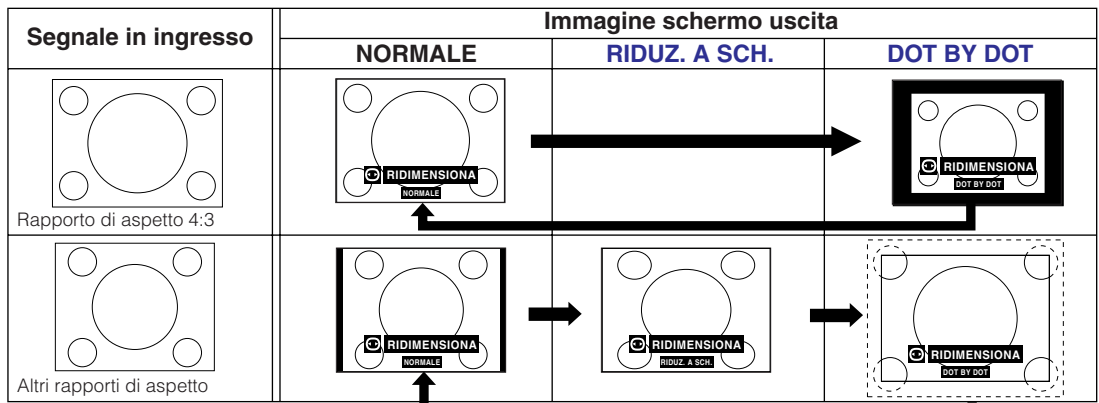 Segnale in ingresso
Immagine schermo uscita
NORMALE
RIDUZ. A SCH.
DOT BY DOT
RIDIMENSIONA
NORMALE
RIDIMENSIONA
DOT BY DOT
Rapporto di aspetto 4:3
RIDIMENSIONA
NORMALE
RIDIMENSIONA
RIDUZ. A SCH.
RIDIMENSIONA
DOT BY DOT
Altri rapporti di aspetto